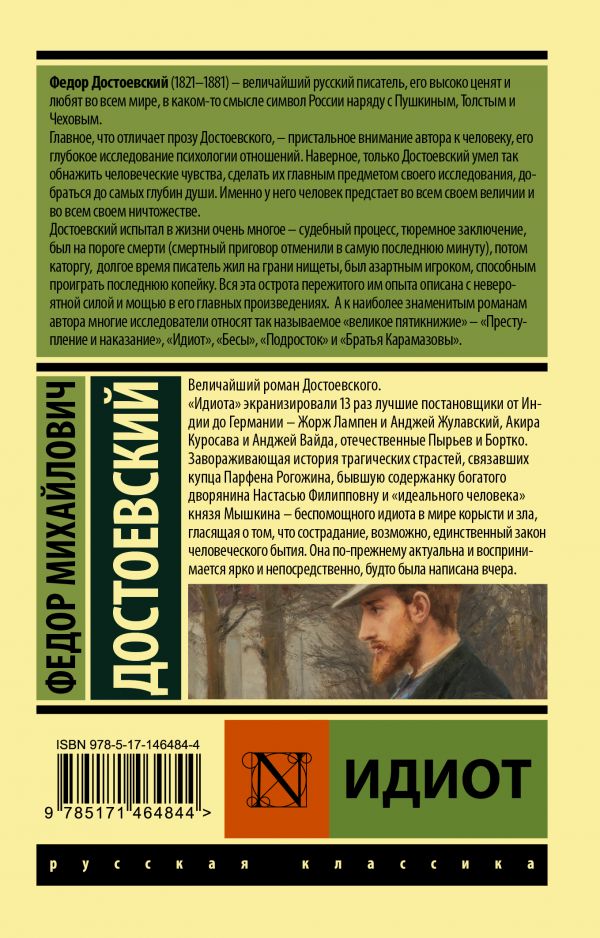 Федор Достоевский (1821–1881) – величайший русский писатель, его высоко ценят и
любят во всем мире, в каком-то смысле символ России наряду с Пушкиным, Толстым и
Чеховым.
Главное, что отличает прозу Достоевского, – пристальное внимание автора к человеку, его
глубокое исследование психологии отношений. Наверное, только Достоевский умел так
обнажить человеческие чувства, сделать их главным предметом своего исследования, до-
браться до самых глубин души. Именно у него человек предстает во всем своем величии и
во всем своем ничтожестве.
Достоевский испытал в жизни очень многое – судебный процесс, тюремное заключение,
был на пороге смерти (смертный приговор отменили в самую последнюю минуту), потом
каторгу, долгое время писатель жил на грани нищеты, был азартным игроком, способным
проиграть последнюю копейку. Вся эта острота пережитого им опыта описана с неверо-
ятной силой и мощью в его главных произведениях. А к наиболее знаменитым романам
автора многие исследователи относят так называемое «великое пятикнижие» – «Престу-
пление и наказание», «Идиот», «Бесы», «Подросток» и «Братья Карамазовы».
ФЕДОР МИХАЙЛОВИЧ
ДОСТОЕВСКИЙ
Величайший роман Достоевского.
«Идиота» экранизировали 13 раз лучшие постановщики от Ин-
дии до Германии – Жорж Лампен и Анджей Жулавский, Акира
Куросава и Анджей Вайда, отечественные Пырьев и Бортко.
Завораживающая история трагических страстей, связавших
купца Парфена Рогожина, бывшую содержанку богатого
дворянина Настасью Филипповну и «идеального человека»
князя Мышкина – беспомощного идиота в мире корысти и зла,
гласящая о том, что сострадание, возможно, единственный закон
человеческого бытия. Она по-прежнему актуальна и восприни-
мается ярко и непосредственно, будто была написана вчера.
ISBN 978-5-17-146484-4
9 785171 464844 >
N
ИДИОТ
русская классика